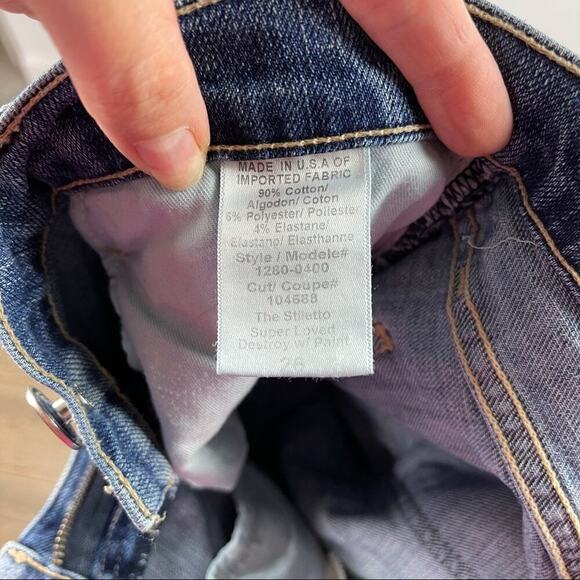 MADE IN U.S.A OF
IMPORTED FABRIC
90% Cotton/
Algodon/ Coton
6% Polyester/ Poliester
4% Elastane/
Elastano/ Elasthanne
Style / Modele#
1280-0400
Cut/ Coupe#
104688
The Stiletto
Super Loved
Destroy w/ Paint
26